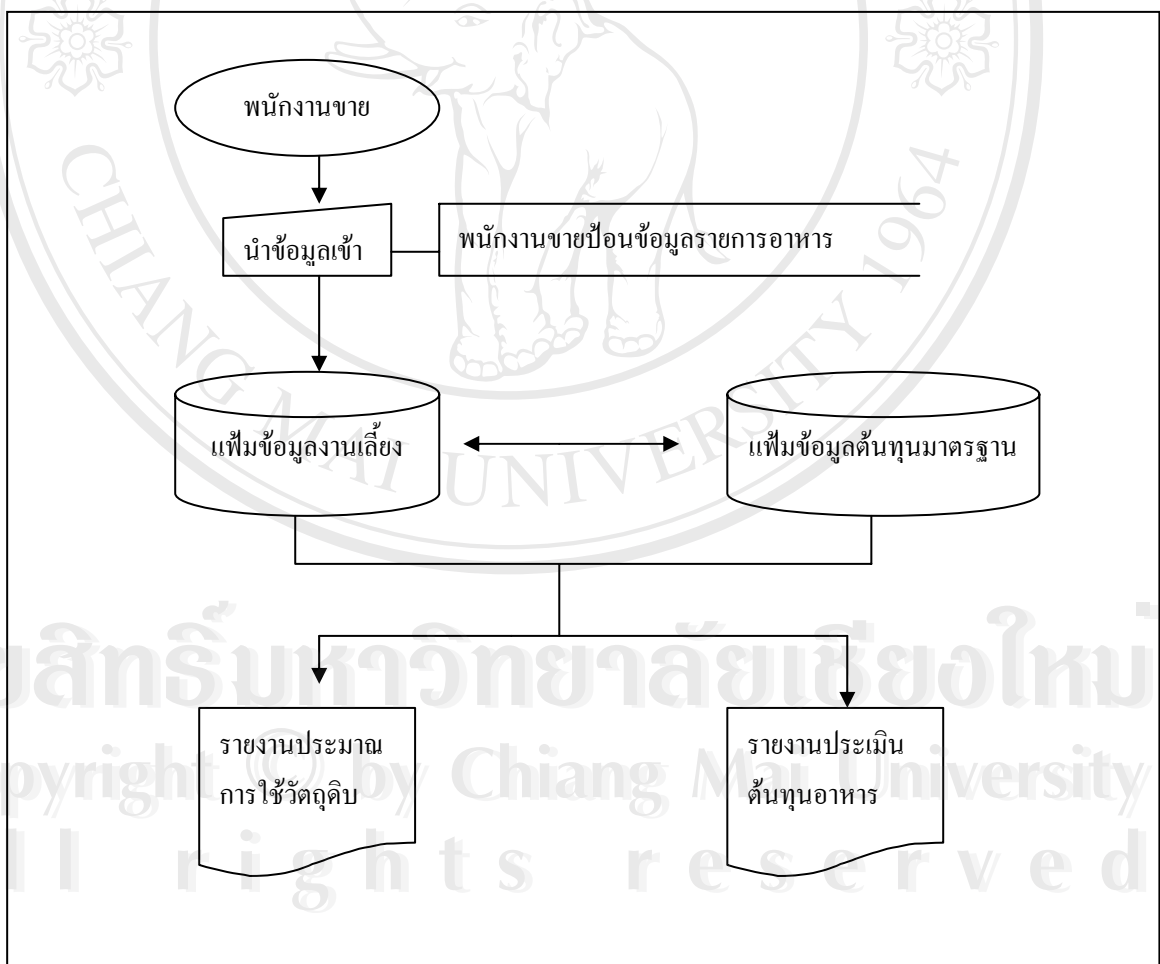 พนักงานขาย
นำข้อมูลเข้า
พนักงานขายป้อนข้อมูลรายการอาหาร
แฟ้มข้อมูลงานเลี้ยง
แฟ้มข้อมูลต้นทุนมาตรฐาน
รายงานประมาณ
การใช้วัตถุดิบ
รายงานประเมิน
ต้นทุนอาหาร
CHIANG MAI UNIVERSITY 1964
สิทธิ์มหาวิทยาลัยเชียงใหม่
pyright © by Chiang Mai University
ll rights reserved